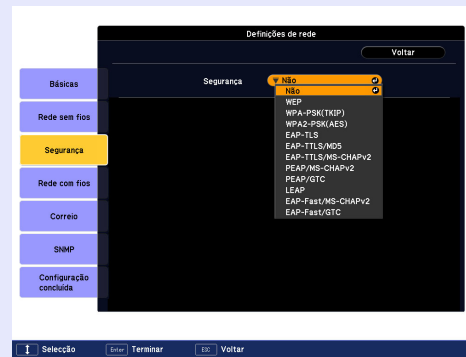 Definições de rede
Voltar
Básicas
Rede sem fios
Segurança
Rede com fios
Correio
SNMP
Configuração
concluída
Segurança
Não
Não
WEP
WPA-PSK(TKIP)
WPA2-PSK(AES)
EAP-TLS
EAP-TTLS/MD5
EAP-TTLS/MS-CHAPv2
PEAP/MS-CHAPv2
PEAP/GTC
LEAP
EAP-Fast/MS-CHAPv2
EAP-Fast/GTC
Selecção Enter Terminar ESC Voltar